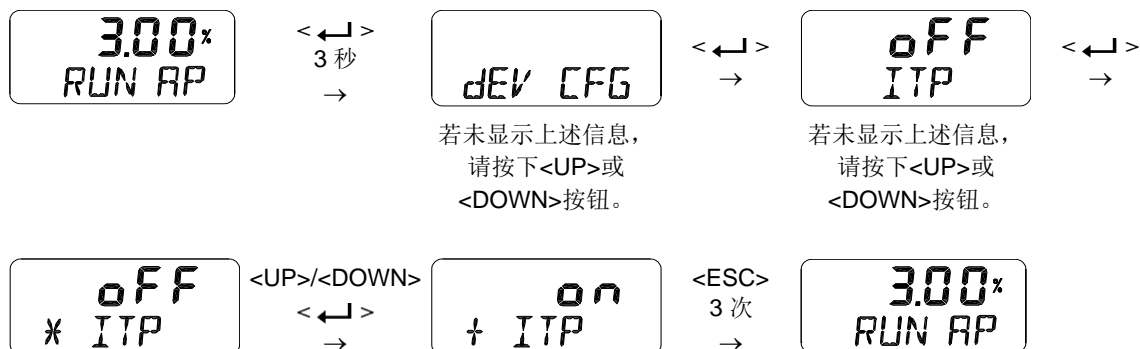 3.00%
RUN AP
< ↵ >
3 秒
→
dEV CFG
若未显示上述信息，
请按下<UP>或
<DOWN>按钮。
< ↵ >
→
oFF
ITP
若未显示上述信息，
请按下<UP>或
<DOWN>按钮。
< ↵ >
→
oFF
* ITP
<UP>/<DOWN>
< ↵ >
→
on
+ ITP
<ESC>
3 次
→
3.00%
RUN AP